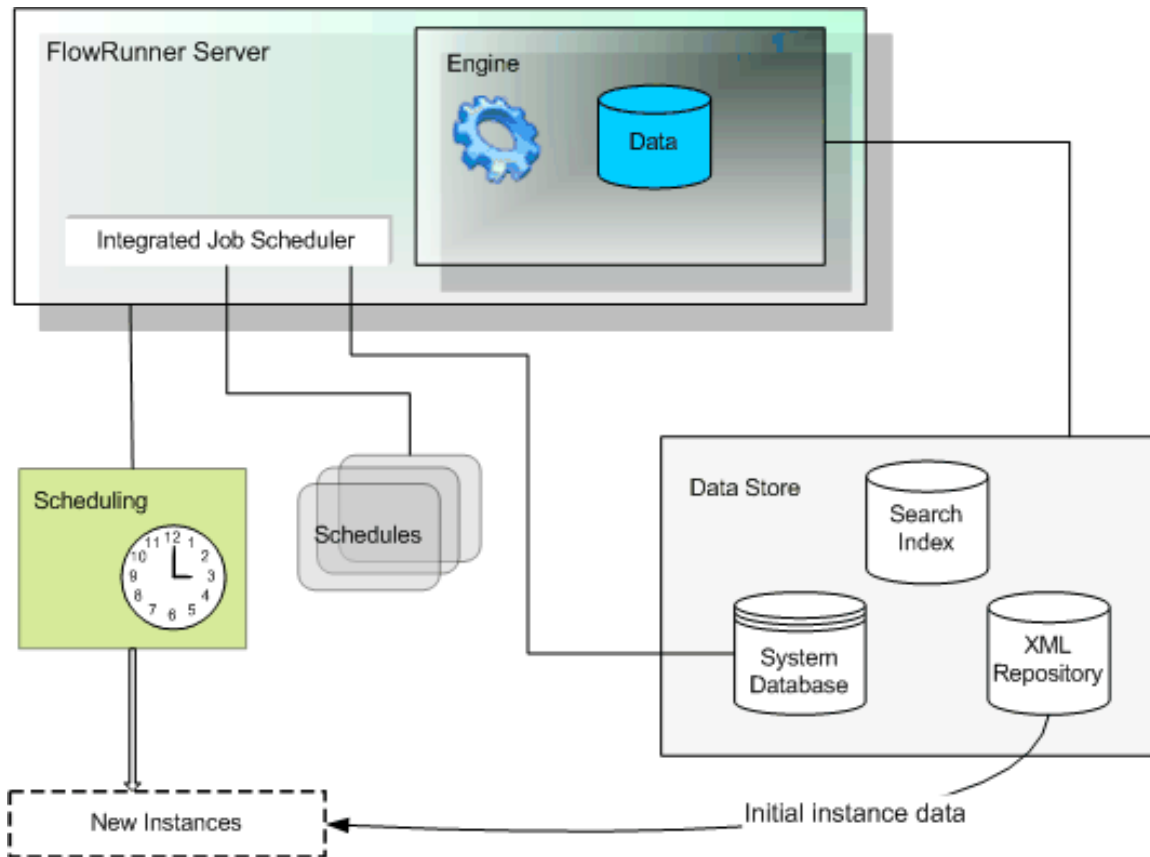 FlowRunner Server
Engine
Data
Integrated Job Scheduler
Scheduling
12
1
2
3
4
5
6
7
8
9
10
11
Schedules
Data Store
Search
Index
System
Database
XML
Repository
New Instances
Initial instance data